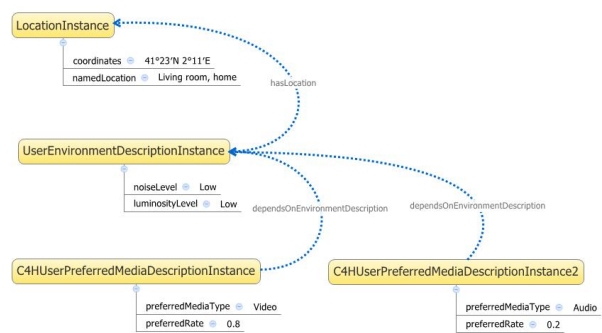 LocationInstance
coordinates 41°23'N 2°11'E
namedLocation Living room, home
hasLocation
UserEnvironmentDescriptionInstance
noiseLevel Low
luminosityLevel Low
dependsOnEnvironmentDescription
dependsOnEnvironmentDescription
C4HUserPreferredMediaDescriptionInstance
preferredMediaType Video
preferredRate 0.8
C4HUserPreferredMediaDescriptionInstance2
preferredMediaType Audio
preferredRate 0.2